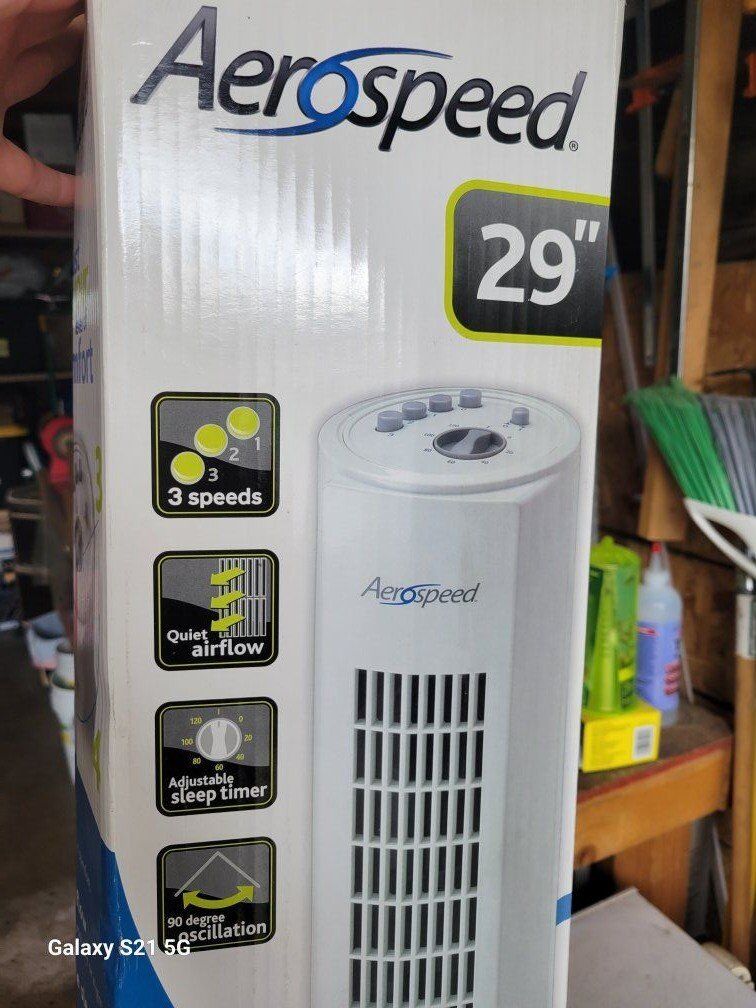 Aerospeed®
29"
1
2
3
3 speeds
Quiet
airflow
120
0
100
20
80
40
60
Adjustable
sleep timer
90 degree
oscillation
Aerospeed
Galaxy S21 5G